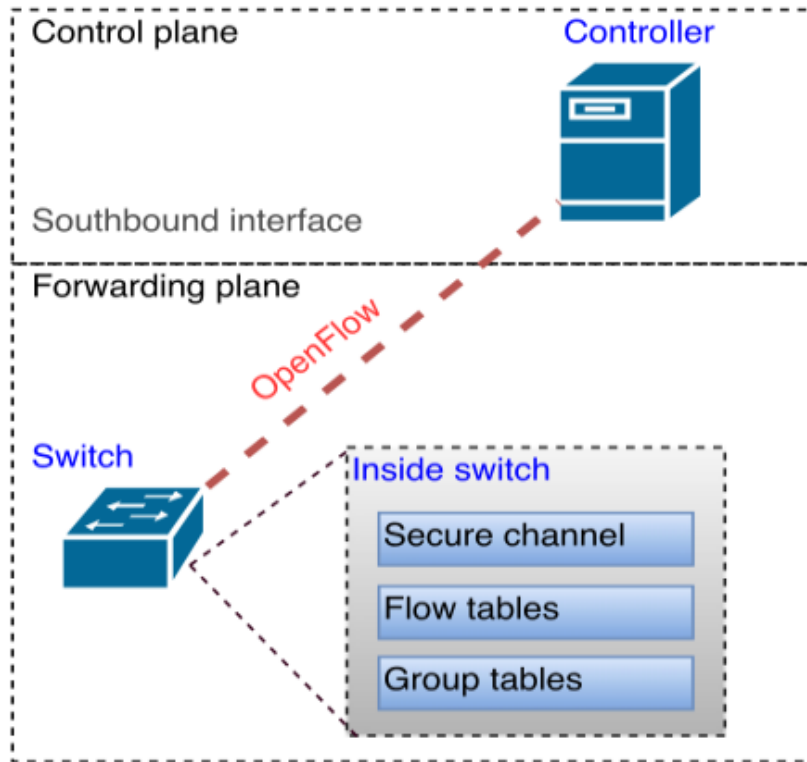 Control plane
Controller
Southbound interface
Forwarding plane
OpenFlow
Switch
Inside switch
Secure channel
Flow tables
Group tables